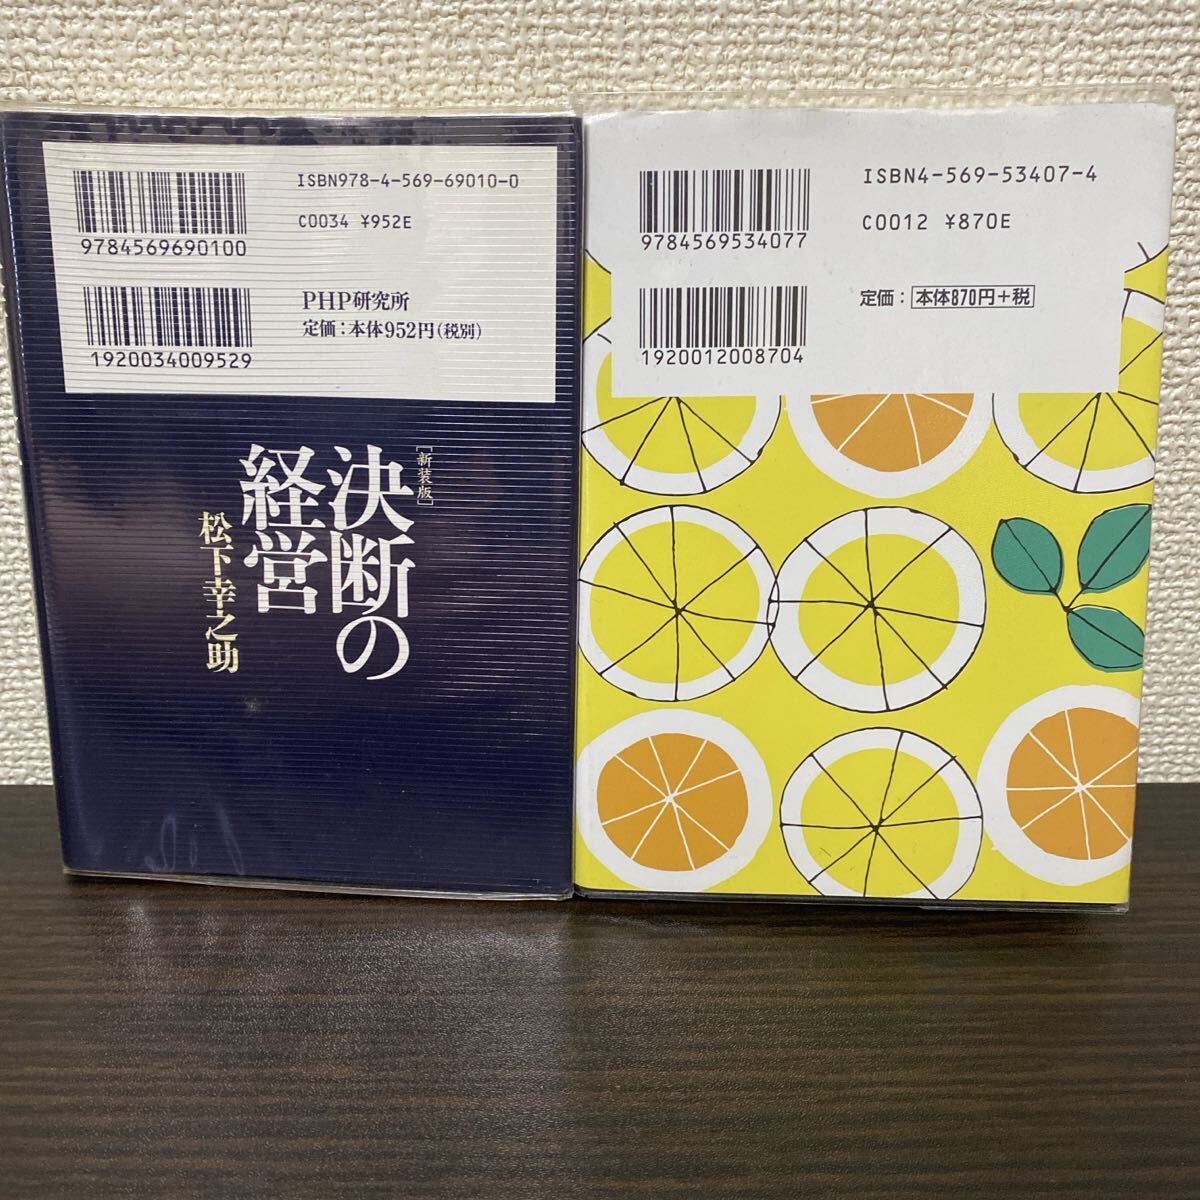 ISBN978-4-569-69010-0
C0034 ¥952E
9784569690100
PHP研究所
定価：本体952円（税別）
1920034009529
［新装版］
決断の
経営
松下幸之助
ISBN4-569-53407-4
C0012 ¥870E
9784569534077
定価：本体870円+税
1920012008704